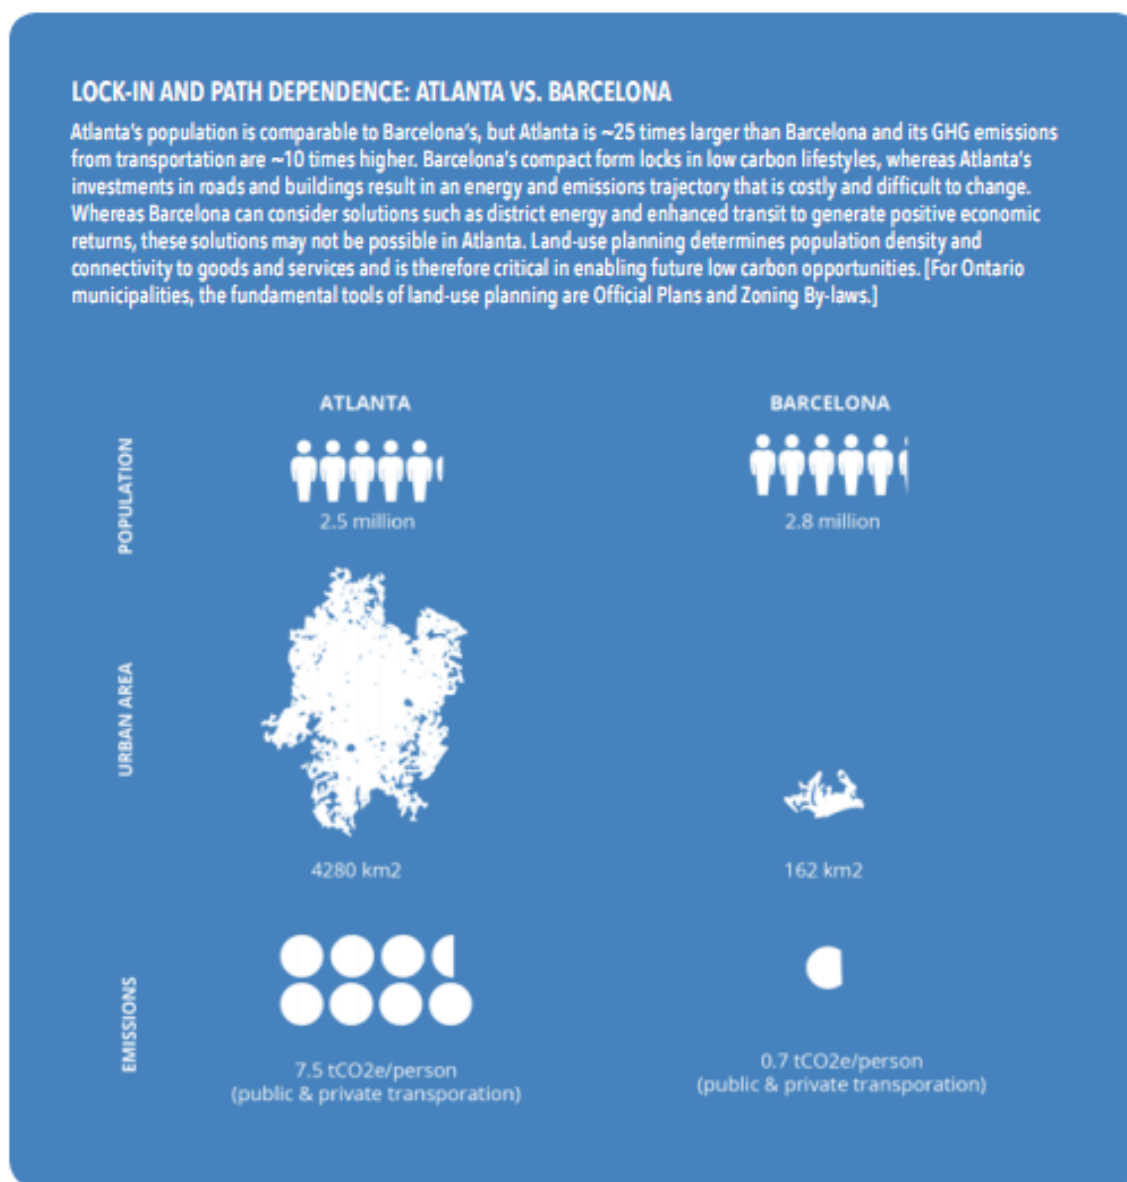 LOCK-IN AND PATH DEPENDENCE: ATLANTA VS. BARCELONA
Atlanta's population is comparable to Barcelona's, but Atlanta is ~25 times larger than Barcelona and its GHG emissions
from transportation are ~10 times higher. Barcelona's compact form locks in low carbon lifestyles, whereas Atlanta's
investments in roads and buildings result in an energy and emissions trajectory that is costly and difficult to change.
Whereas Barcelona can consider solutions such as district energy and enhanced transit to generate positive economic
returns, these solutions may not be possible in Atlanta. Land-use planning determines population density and
connectivity to goods and services and is therefore critical in enabling future low carbon opportunities. [For Ontario
municipalities, the fundamental tools of land-use planning are Official Plans and Zoning By-laws.]
ATLANTA
BARCELONA
POPULATION
2.5 million
2.8 million
URBAN AREA
4280 km2
162 km2
EMISSIONS
7.5 tCO2e/person
(public & private transporation)
0.7 tCO2e/person
(public & private transporation)